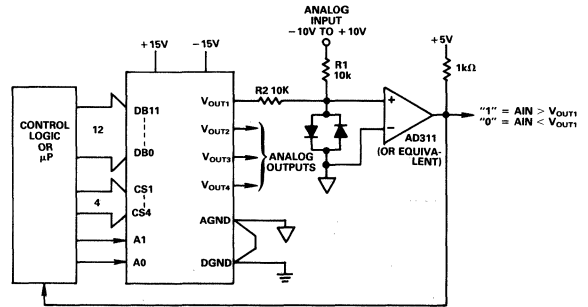 ANALOG
INPUT
−10V TO +10V
+15V
−15V
+5V
R1
10k
1kΩ
VOUT1
R2 10K
DB11
12
DB0
CONTROL
LOGIC
OR
μP
VOUT2
VOUT3
VOUT4
ANALOG
OUTPUTS
+
−
AD311
(OR EQUIVA-
LENT)
"1" = AIN > VOUT1
"0" = AIN < VOUT1
CS1
4
CS4
A1
A0
AGND
DGND